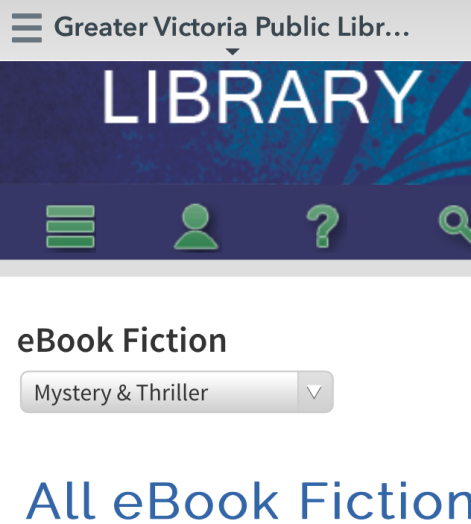 Greater Victoria Public Libr...
LIBRARY
?
eBook Fiction
Mystery & Thriller
All eBook Fiction